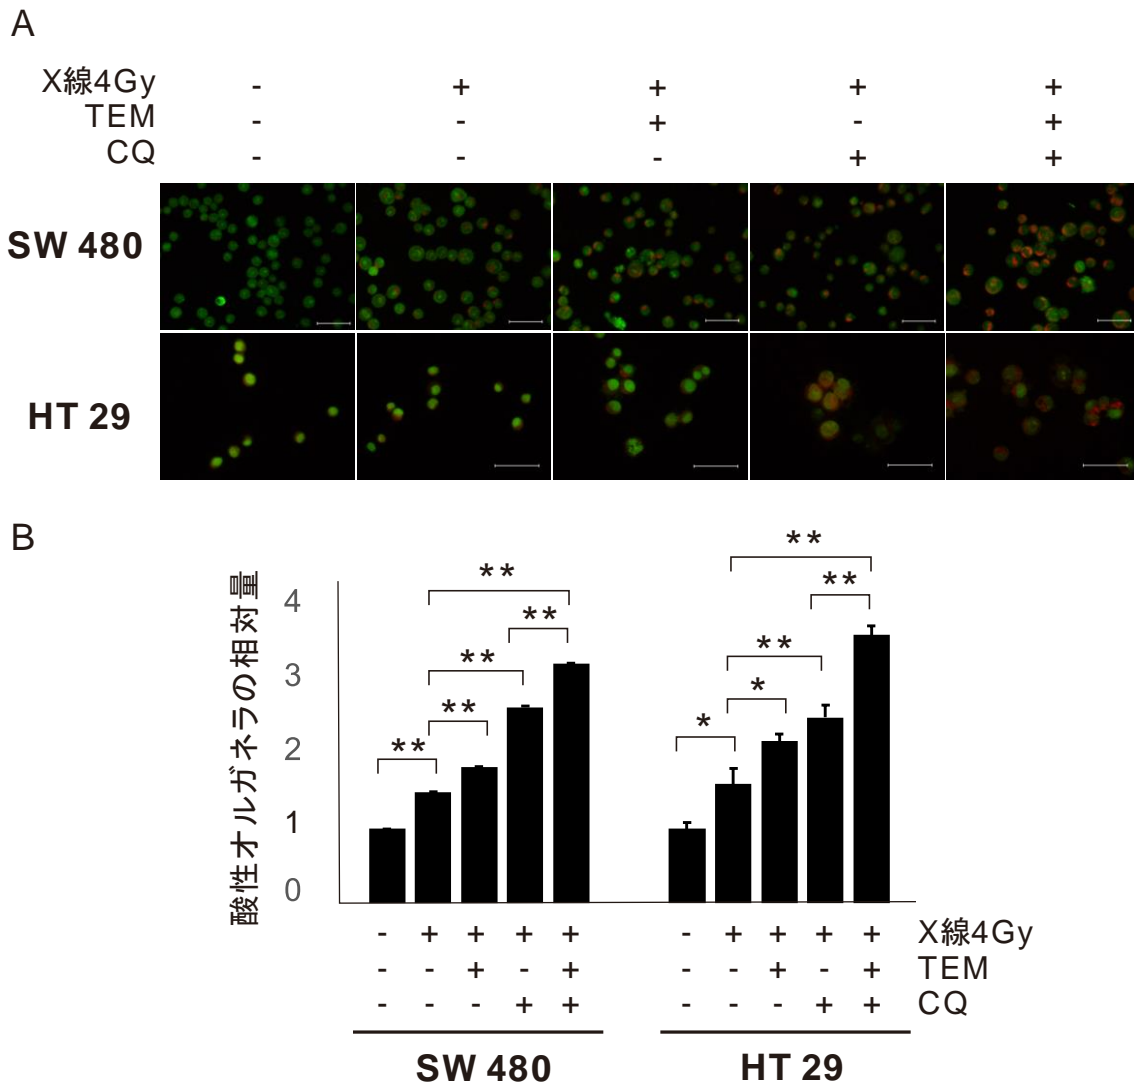 A
X線4Gy - + + + +
TEM - - + - +
CQ - - - + +
SW 480
HT 29
B
酸性オルガネラの相対量
4
3
2
1
0
** ** ** ** **
* * ** ** **
- + + + + - + + + + X線4Gy
- - + - + - - + - + TEM
- - - + + - - - + + CQ
SW 480 HT 29